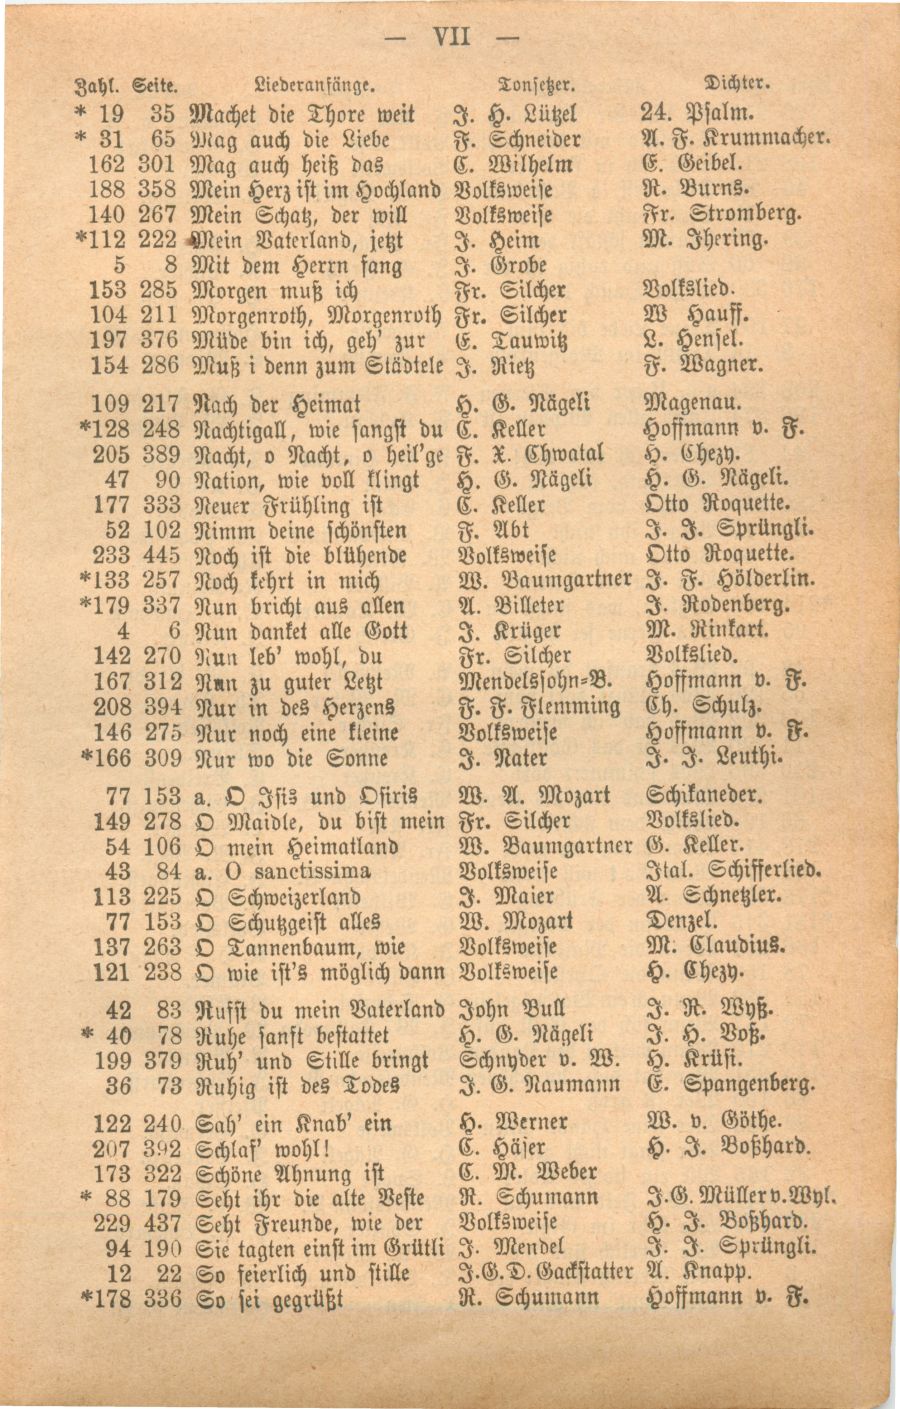 — VII —
Zahl. Seite. Liederanfänge. Tonsetzer. Dichter.
* 19 35 Machet die Thore weit J. H. Lützel 24. Psalm.
* 31 65 Mag auch die Liebe F. Schneider A. F. Krummacher.
162 301 Mag auch heiß das C. Wilhelm E. Geibel.
188 358 Mein Herz ist im Hochland Volksweise R. Burns.
140 267 Mein Schatz, der will Volksweise Fr. Stromberg.
*112 222 Mein Vaterland, jetzt J. Heim M. Ihering.
5 8 Mit dem Herrn fang J. Grobe
153 285 Morgen muß ich Fr. Silcher Volkslied.
104 211 Morgenroth, Morgenroth Fr. Silcher W Hauff.
197 376 Müde bin ich, geh' zur E. Tauwitz L. Hensel.
154 286 Muß i denn zum Städtele J. Rietz F. Wagner.
109 217 Nach der Heimat H. G. Nägeli Magenau.
*128 248 Nachtigall, wie sangst du C. Keller Hoffmann v. F.
205 389 Nacht, o Nacht, o heil'ge F. X. Chwatal H. Chezy.
47 90 Nation, wie voll klingt H. G. Nägeli H. G. Nägeli.
177 333 Neuer Frühling ist C. Keller Otto Roquette.
52 102 Nimm deine schönsten F. Abt J. J. Sprüngli.
233 445 Noch ist die blühende Volksweise Otto Roquette.
*133 257 Noch kehrt in mich W. Baumgartner J. F. Hölderlin.
*179 337 Nun bricht aus allen A. Billeter J. Rodenberg.
4 6 Nun danket alle Gott J. Krüger M. Rinkart.
142 270 Nun leb' wohl, du Fr. Silcher Volkslied.
167 312 Nun zu guter Letzt Mendelssohn-B. Hoffmann v. F.
208 394 Nur in des Herzens F. F. Flemming Ch. Schulz.
146 275 Nur noch eine kleine Volksweise Hoffmann v. F.
*166 309 Nur wo die Sonne J. Nater J. J. Leuthi.
77 153 a. O Isis und Osiris W. A. Mozart Schikaneder.
149 278 O Maidle, du bist mein Fr. Silcher Volkslied.
54 106 O mein Heimatland W. Baumgartner G. Keller.
43 84 a. O sanctissima Volksweise Ital. Schifferlied.
113 225 O Schweizerland J. Maier A. Schnetzler.
77 153 O Schutzgeist alles W. Mozart Denzel.
137 263 O Tannenbaum, wie Volksweise M. Claudius.
121 238 O wie ist's möglich dann Volksweise H. Chezy.
42 83 Rufst du mein Vaterland John Bull J. R. Wyß.
* 40 78 Ruhe sanft bestattet H. G. Nägeli J. H. Voß.
199 379 Ruh' und Stille bringt Schnyder v. W. H. Krüsi.
36 73 Ruhig ist des Todes J. G. Naumann E. Spangenberg.
122 240 Sah' ein Knab' ein H. Werner W. v. Göthe.
207 392 Schlaf' wohl! C. Häser H. J. Boßhard.
173 322 Schöne Ahnung ist C. M. Weber
* 88 179 Seht ihr die alte Veste R. Schumann J.G. Müller v. Wyl.
229 437 Seht Freunde, wie der Volksweise H. J. Boßhard.
94 190 Sie tagten einst im Grütli J. Mendel J. J. Sprüngli.
12 22 So feierlich und stille J.G.D. Gackstatter A. Knapp.
*178 336 So sei gegrüßt R. Schumann Hoffmann v. F.